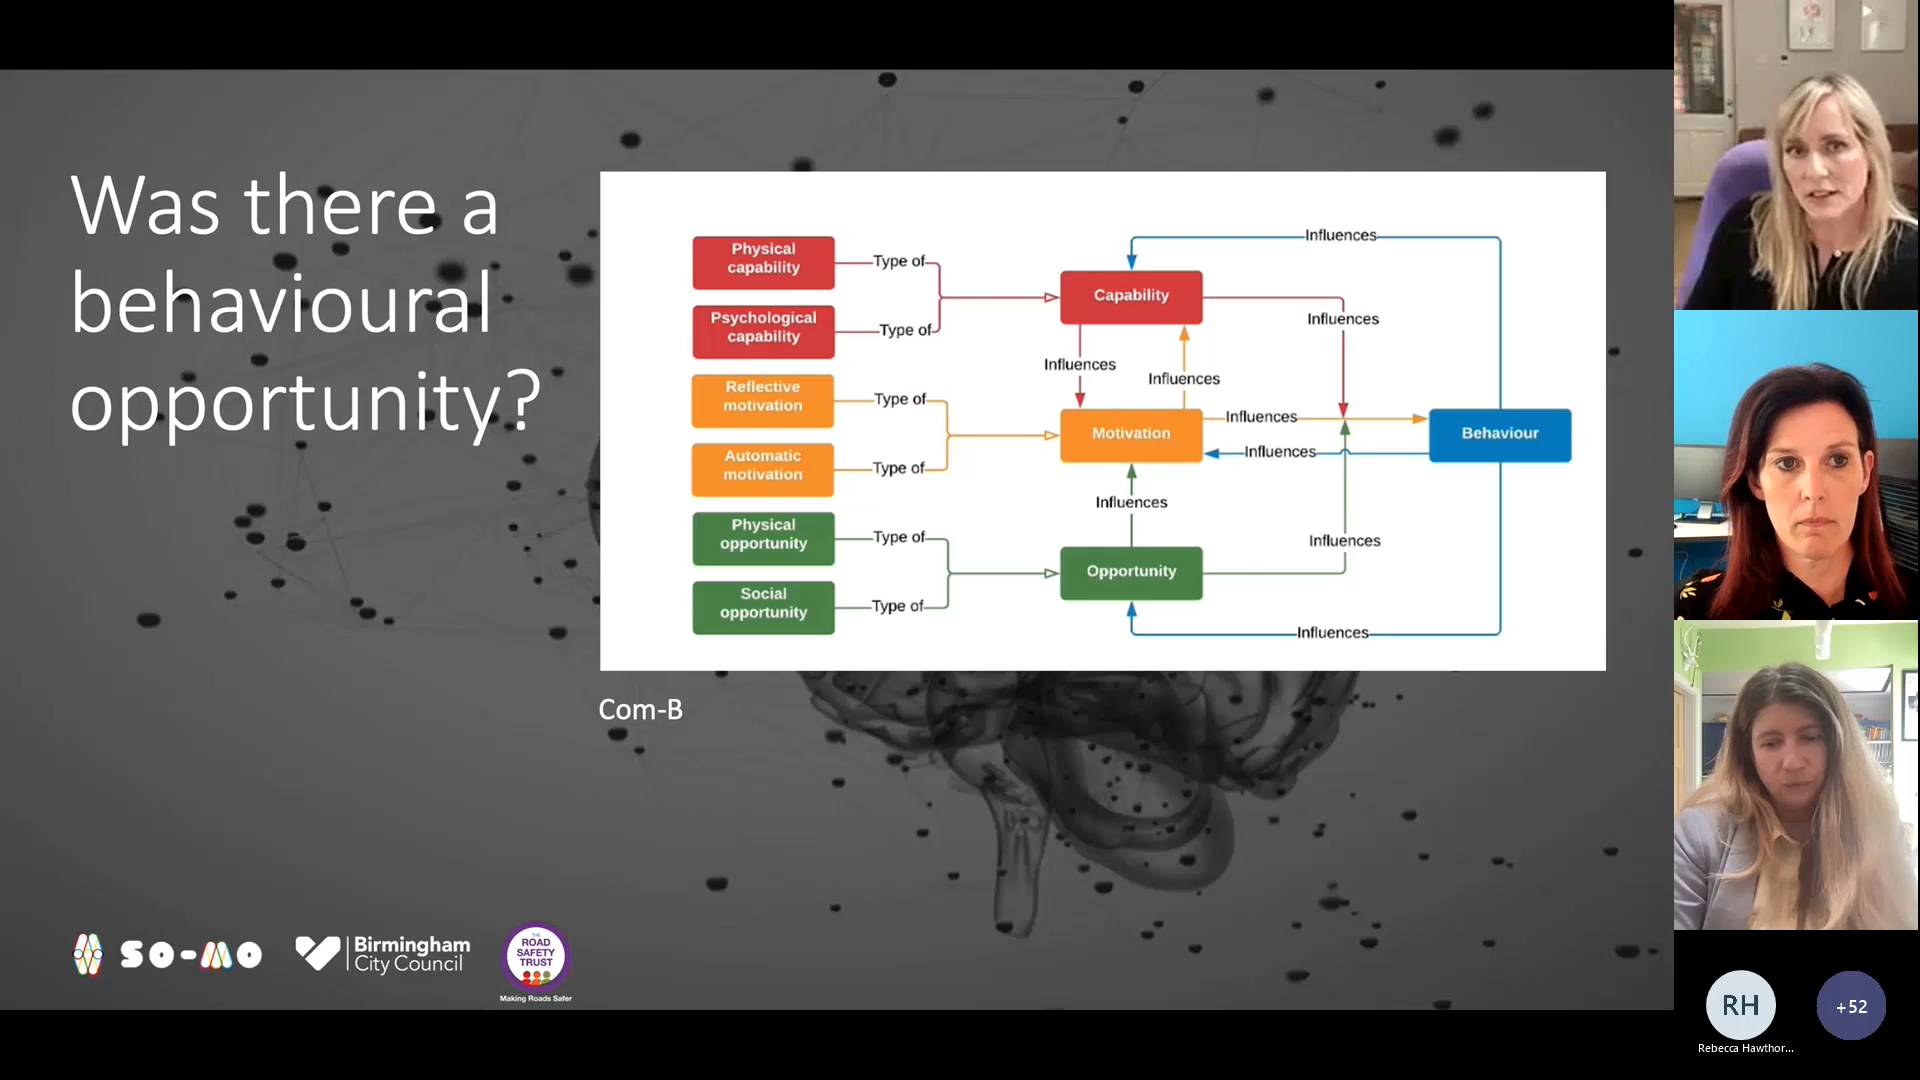 Was there a
behavioural
opportunity?
Physical
capability
Type of
Psychological
capability
Type of
Reflective
motivation
Type of
Automatic
motivation
Type of
Physical
opportunity
Type of
Social
opportunity
Type of
Influences
Capability
Influences
Influences
Influences
Motivation
Influences
Behaviour
Influences
Influences
Influences
Opportunity
Influences
Com-B
SO-MO
Birmingham
City Council
THE
ROAD
SAFETY
TRUST
Making Roads Safer
RH
+52
Rebecca Hawthor...